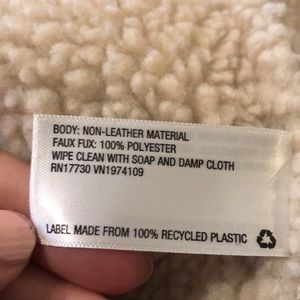 BODY: NON-LEATHER MATERIAL
FAUX FUX: 100% POLYESTER
WIPE CLEAN WITH SOAP AND DAMP CLOTH
RN17730 VN1974109
LABEL MADE FROM 100% RECYCLED PLASTIC